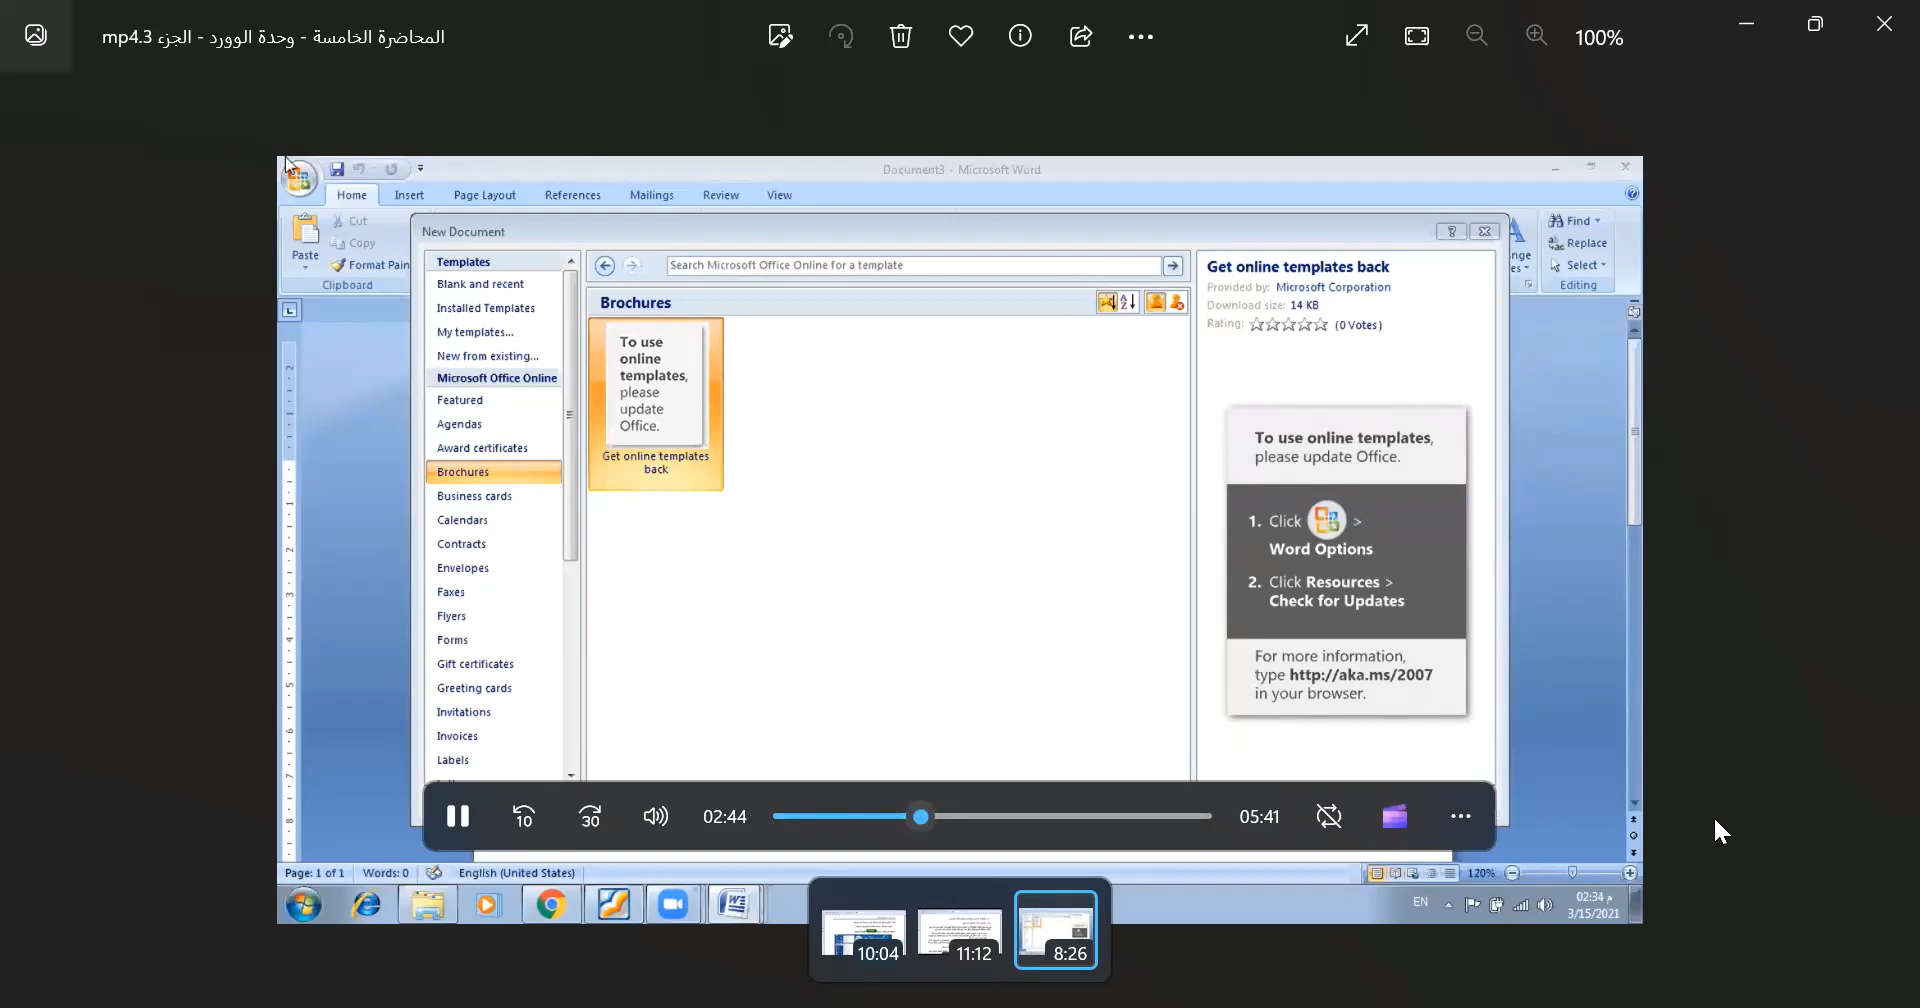 المحاضرة الخامسة - وحدة الوورد - الجزء 3.mp4
100%
Document3 - Microsoft Word
Home
Insert
Page Layout
References
Mailings
Review
View
Paste
Cut
Copy
Format Pain
Clipboard
Find
Replace
Select
Editing
New Document
Templates
Blank and recent
Installed Templates
My templates...
New from existing...
Microsoft Office Online
Featured
Agendas
Award certificates
Brochures
Business cards
Calendars
Contracts
Envelopes
Faxes
Flyers
Forms
Gift certificates
Greeting cards
Invitations
Invoices
Labels
Search Microsoft Office Online for a template
Brochures
To use
online
templates,
please
update
Office.
Get online templates
back
Get online templates back
Provided by: Microsoft Corporation
Download size: 14 KB
Rating: (0 Votes)
To use online templates,
please update Office.
1. Click >
Word Options
2. Click Resources >
Check for Updates
For more information,
type http://aka.ms/2007
in your browser.
10
30
02:44
05:41
Page: 1 of 1
Words: 0
English (United States)
120%
EN
02:34 م
3/15/2021
10:04
11:12
8:26